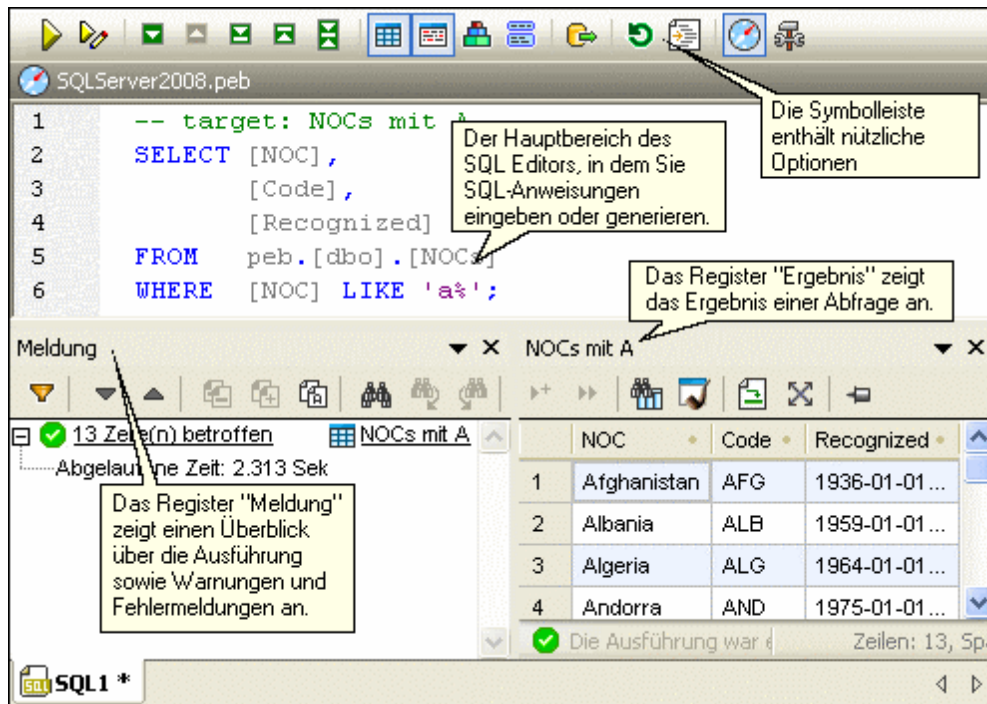 SQLServer2008.peb
Die Symbolleiste
enthält nützliche
Optionen
1 -- target: NOCs mit A
2 SELECT [NOC],
3 [Code],
4 [Recognized]
5 FROM peb.[dbo].[NOCs]
6 WHERE [NOC] LIKE 'a%';
Der Hauptbereich des
SQL Editors, in dem Sie
SQL-Anweisungen
eingeben oder generieren.
Das Register "Ergebnis" zeigt
das Ergebnis einer Abfrage an.
Meldung
13 Zeile(n) betroffen NOCs mit A
Abgelaufene Zeit: 2.313 Sek
Das Register "Meldung"
zeigt einen Überblick
über die Ausführung
sowie Warnungen und
Fehlermeldungen an.
NOCs mit A
NOC Code Recognized
1 Afghanistan AFG 1936-01-01...
2 Albania ALB 1959-01-01...
3 Algeria ALG 1964-01-01...
4 Andorra AND 1975-01-01...
Die Ausführung war e Zeilen: 13, Spa
SQL1 *